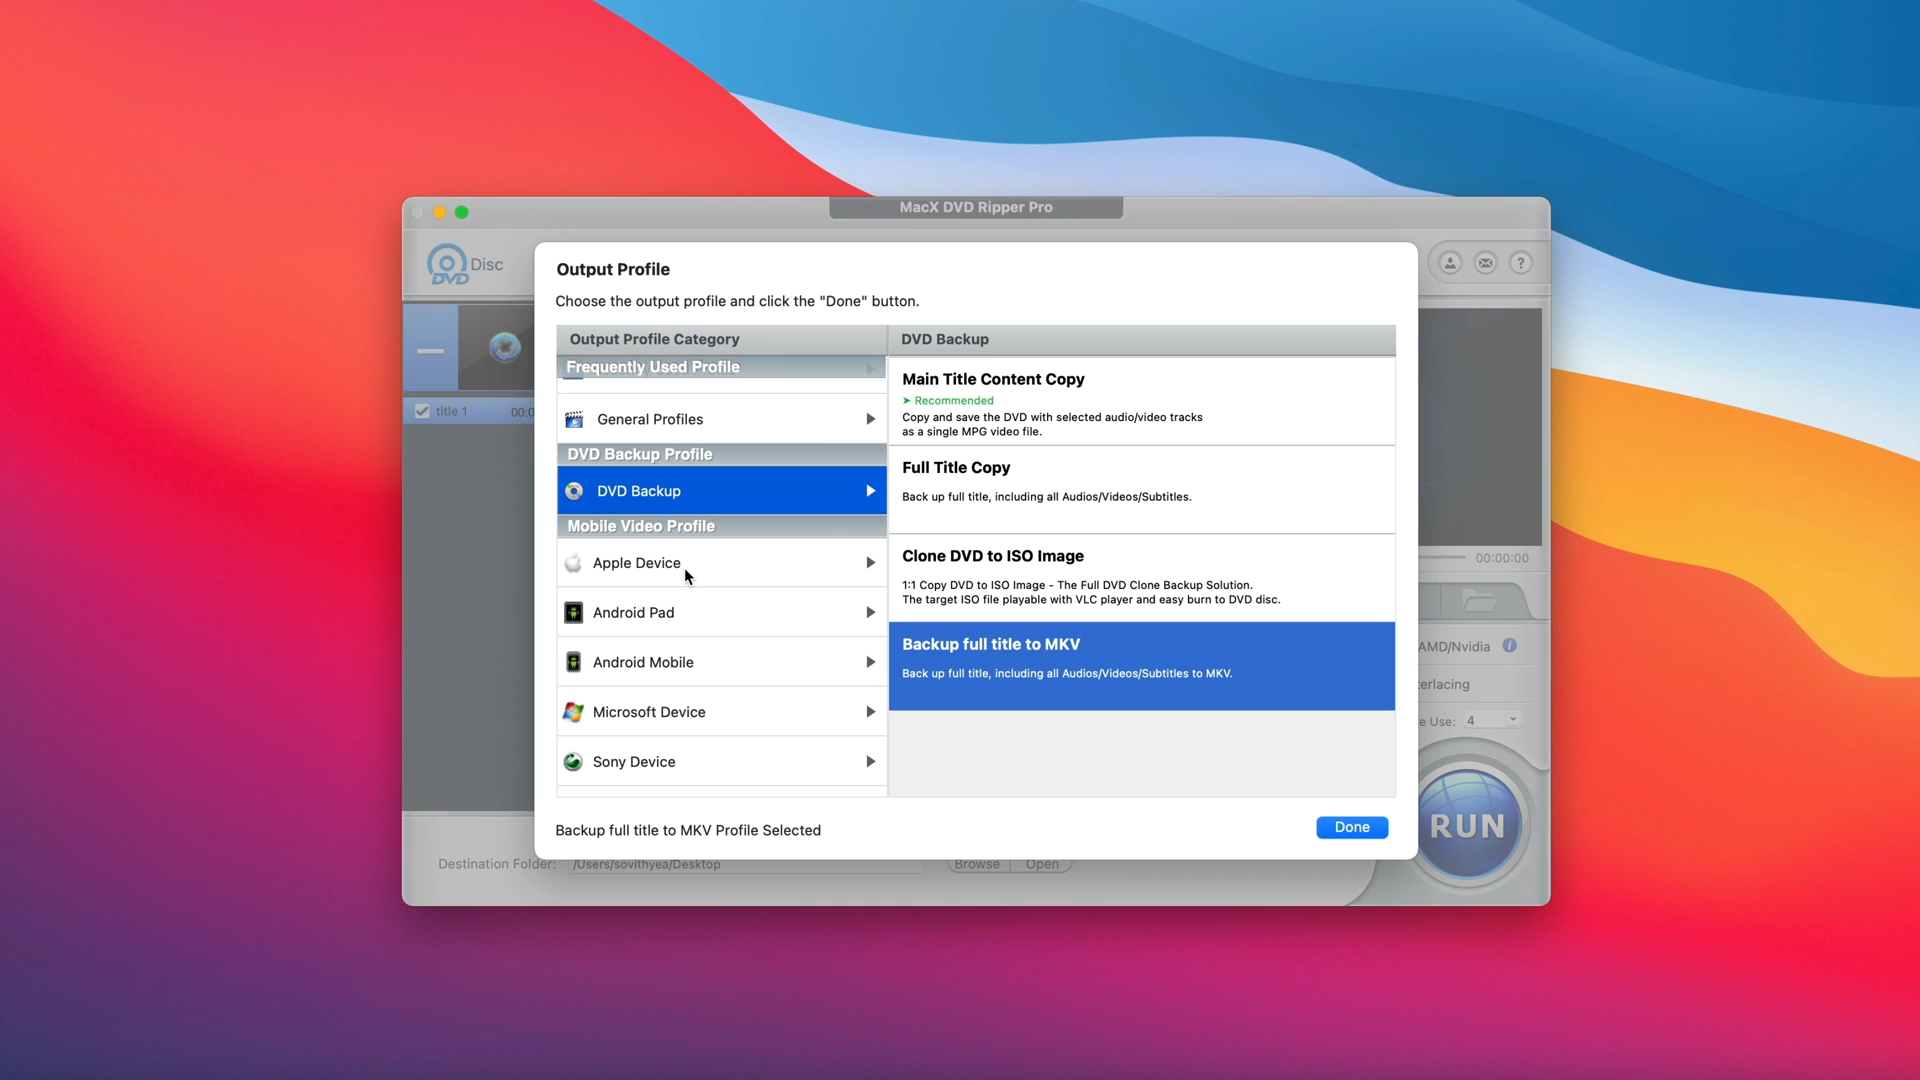 MacX DVD Ripper Pro
DVD
Disc
?
Output Profile
Choose the output profile and click the "Done" button.
Output Profile Category
DVD Backup
Frequently Used Profile
General Profiles
DVD Backup Profile
DVD Backup
Mobile Video Profile
Apple Device
Android Pad
Android Mobile
Microsoft Device
Sony Device
Main Title Content Copy
➤ Recommended
Copy and save the DVD with selected audio/video tracks
as a single MPG video file.
Full Title Copy
Back up full title, including all Audios/Videos/Subtitles.
Clone DVD to ISO Image
1:1 Copy DVD to ISO Image - The Full DVD Clone Backup Solution.
The target ISO file playable with VLC player and easy burn to DVD disc.
Backup full title to MKV
Back up full title, including all Audios/Videos/Subtitles to MKV.
Backup full title to MKV Profile Selected
Done
title 1
00:0
00:00:00
AMD/Nvidia
i
erlacing
e Use: 4
RUN
Destination Folder: /Users/sovithyea/Desktop
Browse
Open